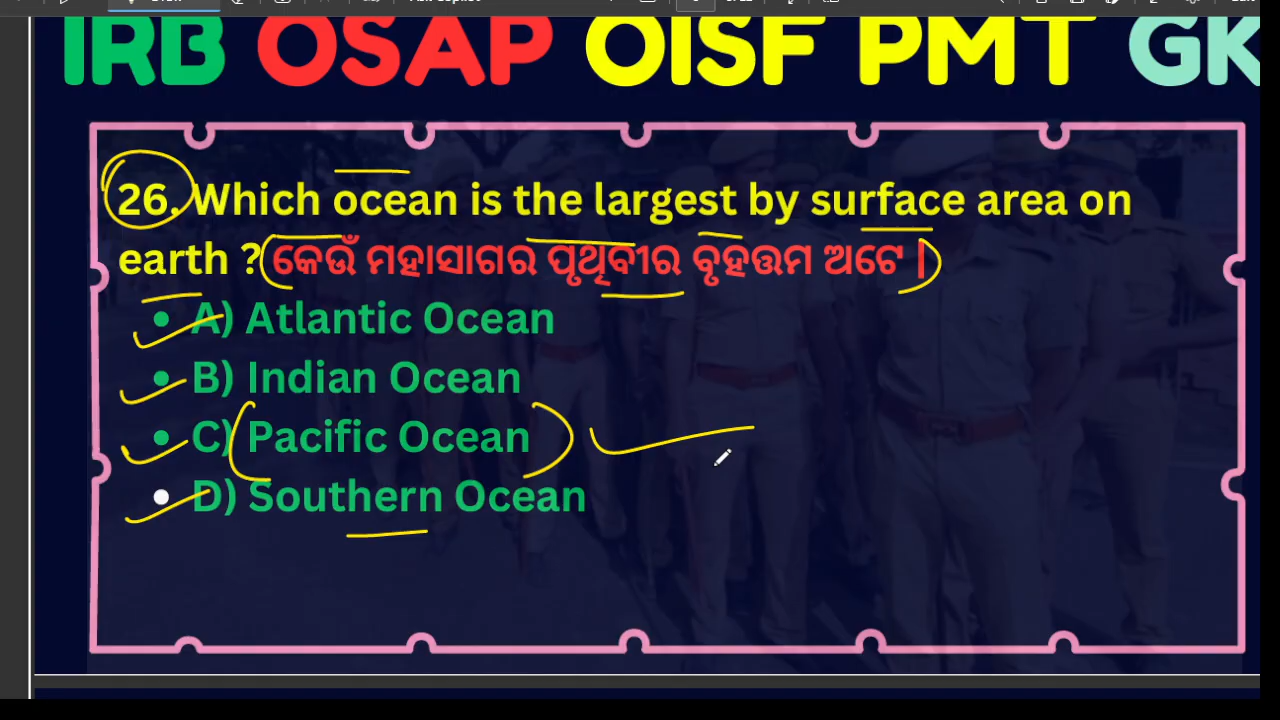 IRB OSAP OISF PMT GK
26. Which ocean is the largest by surface area on
earth ? କେଉଁ ମହାସାଗର ପୃଥିବୀର ବୃହତ୍ତମ ଅଟେ |
A) Atlantic Ocean
B) Indian Ocean
C) Pacific Ocean
D) Southern Ocean